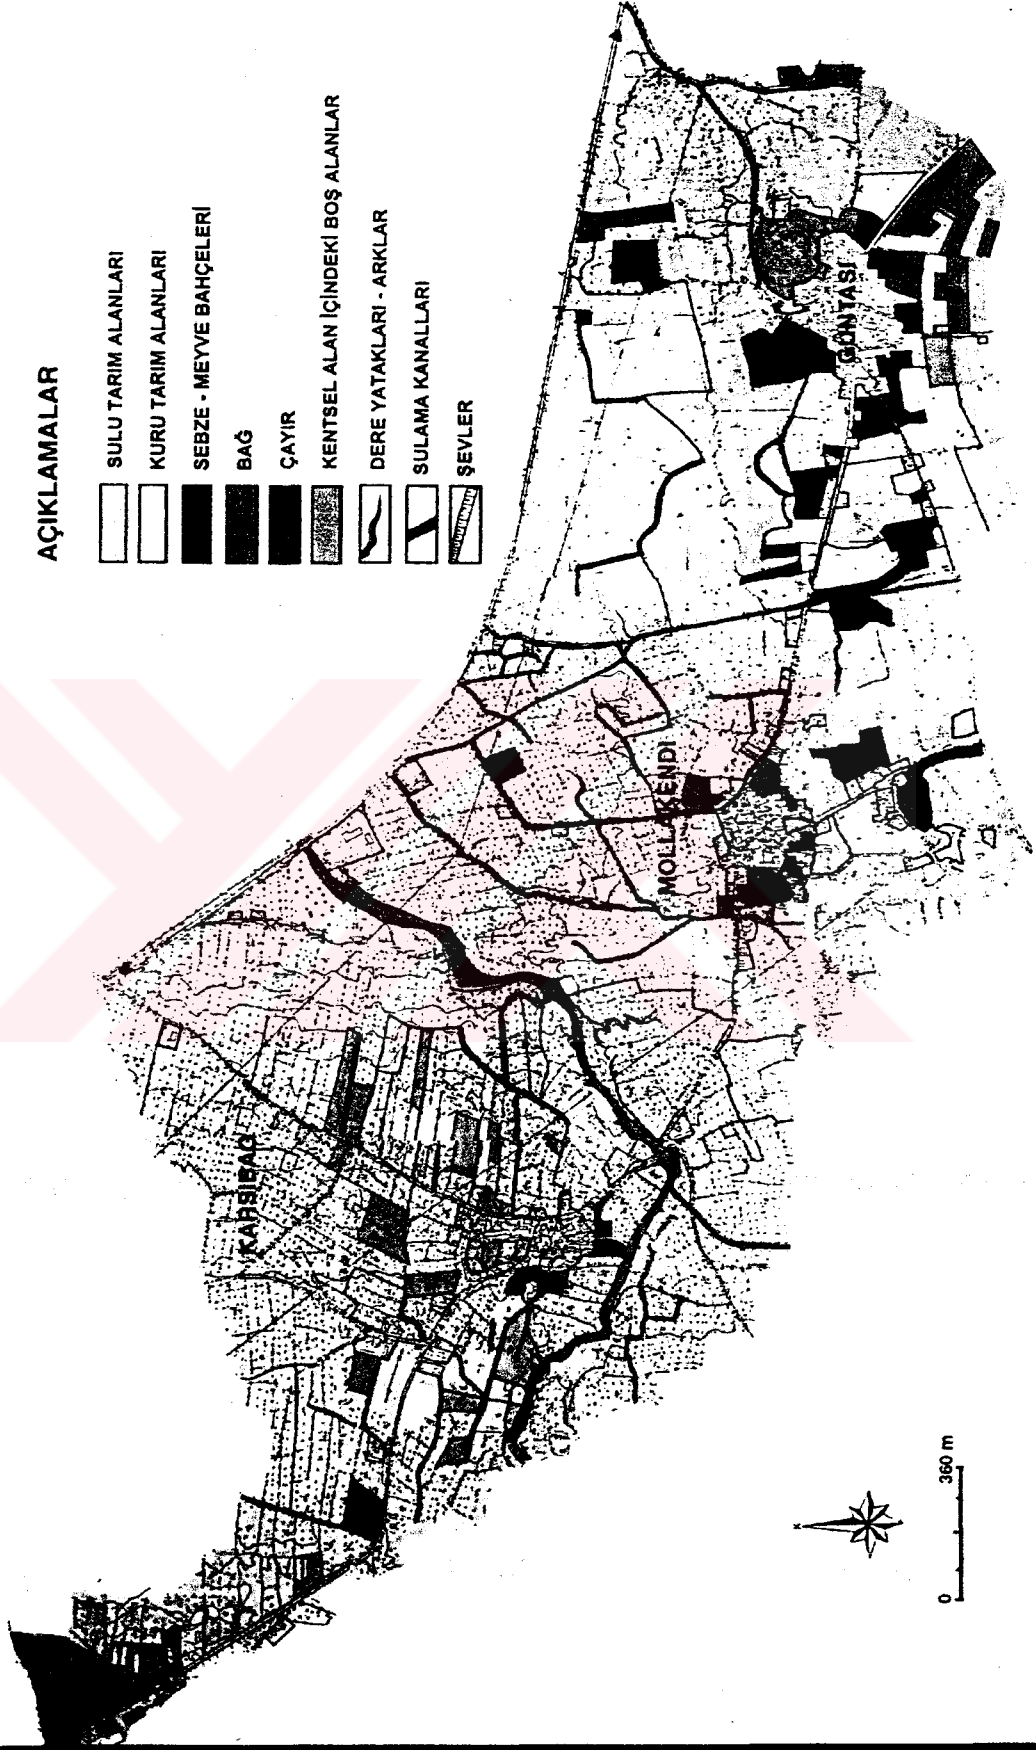 AÇIKLAMALAR
SULU TARIM ALANLARI
KURU TARIM ALANLARI
SEBZE - MEYVE BAHÇELERİ
BAĞ
ÇAYIR
KENTSEL ALAN İÇİNDEKİ BOŞ ALANLAR
DERE YATAKLARI - ARKLAR
SULAMA KANALLARI
ŞEVLER
KARŞIBAĞ
MOLLAKENDİ
GÜNTAŞI
K
0 360 m